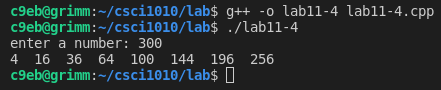 c9eb@grimm:~/csci1010/lab$ g++ -o lab11-4 lab11-4.cpp
c9eb@grimm:~/csci1010/lab$ ./lab11-4
enter a number: 300
4  16  36  64  100  144  196  256
c9eb@grimm:~/csci1010/lab$